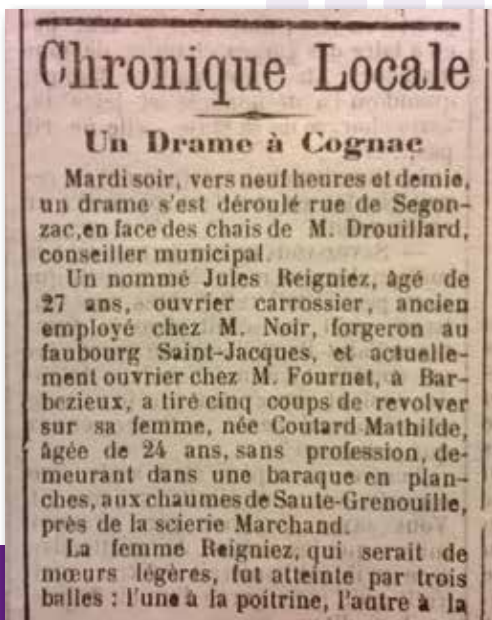 Chronique Locale
Un Drame à Cognac
Mardi soir, vers neuf heures et demie,
un drame s'est déroulé rue de Segon-
zac, en face des chais de M. Drouillard,
conseiller municipal.
Un nommé Jules Reigniez, âgé de
27 ans, ouvrier carrossier, ancien
employé chez M. Noir, forgeron au
faubourg Saint-Jacques, et actuelle-
ment ouvrier chez M. Fournet, à Bar-
bezieux, a tiré cinq coups de revolver
sur sa femme, née Coutard Mathilde,
âgée de 24 ans, sans profession, de-
meurant dans une baraque en plan-
ches, aux chaumes de Saute-Grenouille,
près de la scierie Marchand.
La femme Reigniez, qui serait de
mœurs légères, fut atteinte par trois
balles : l'une à la poitrine, l'autre à la